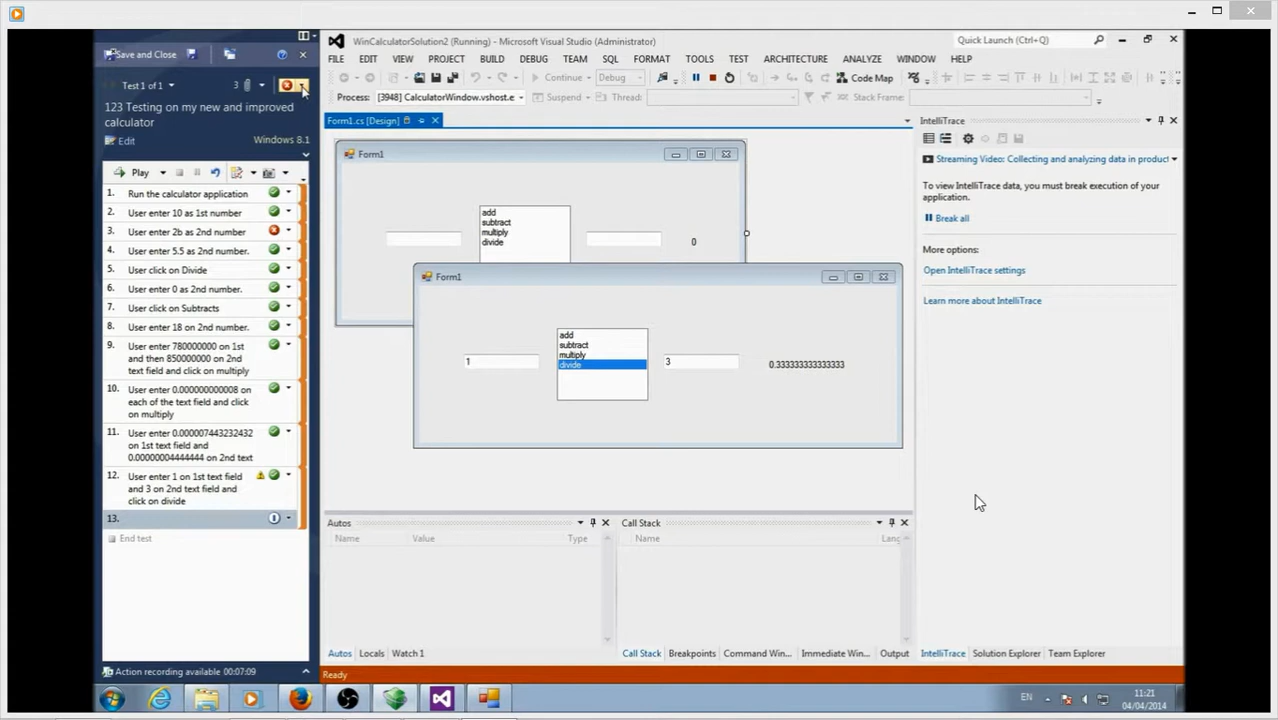 Save and Close
Test 1 of 1
3
123 Testing on my new and improved
calculator
Edit
Windows 8.1
Play
1. Run the calculator application
2. User enter 10 as 1st number
3. User enter 2b as 2nd number
4. User enter 5.5 as 2nd number.
5. User click on Divide
6. User enter 0 as 2nd number.
7. User click on Subtracts
8. User enter 18 on 2nd number.
9. User enter 780000000 on 1st
and then 850000000 on 2nd
text field and click on multiply
10. User enter 0.000000000008 on
each of the text field and click
on multiply
11. User enter 0.000007443232432
on 1st text field and
0.00000004444444 on 2nd text
12. User enter 1 on 1st text field
and 3 on 2nd text field and
click on divide
13.
End test
Action recording available 00:07:09
WinCalculatorSolution2 (Running) - Microsoft Visual Studio (Administrator)
Quick Launch (Ctrl+Q)
FILE EDIT VIEW PROJECT BUILD DEBUG TEAM SQL FORMAT TOOLS TEST ARCHITECTURE ANALYZE WINDOW HELP
Continue Debug Code Map
Process: [3948] CalculatorWindow.vshost.e Suspend Thread: Stack Frame:
Form1.cs [Design]
Form1
add
subtract
multiply
divide
0
Form1
add
subtract
multiply
divide
1
3
0.333333333333333
IntelliTrace
Streaming Video: Collecting and analyzing data in product
To view IntelliTrace data, you must break execution of your
application.
Break all
More options:
Open IntelliTrace settings
Learn more about IntelliTrace
Autos
Name Value Type
Call Stack
Name Lang
Autos Locals Watch 1
Call Stack Breakpoints Command Win... Immediate Win... Output
IntelliTrace Solution Explorer Team Explorer
Ready
EN
11:21
04/04/2014